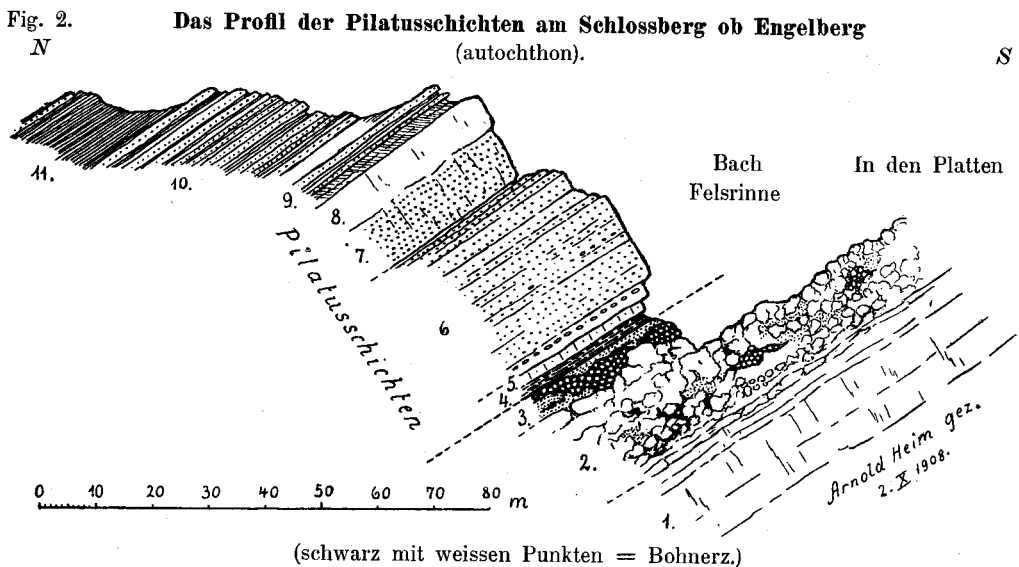 Fig. 2.
Das Profil der Pilatusschichten am Schlossberg ob Engelberg
(autochthon).
N
S
Bach
Felsrinne
In den Platten
11.
10.
9.
8.
7.
6
5.
4.
3.
2.
1.
Pilatusschichten
Arnold Heim gez.
2. X. 1908.
0 10 20 30 40 50 60 70 80 m
(schwarz mit weissen Punkten = Bohnerz.)